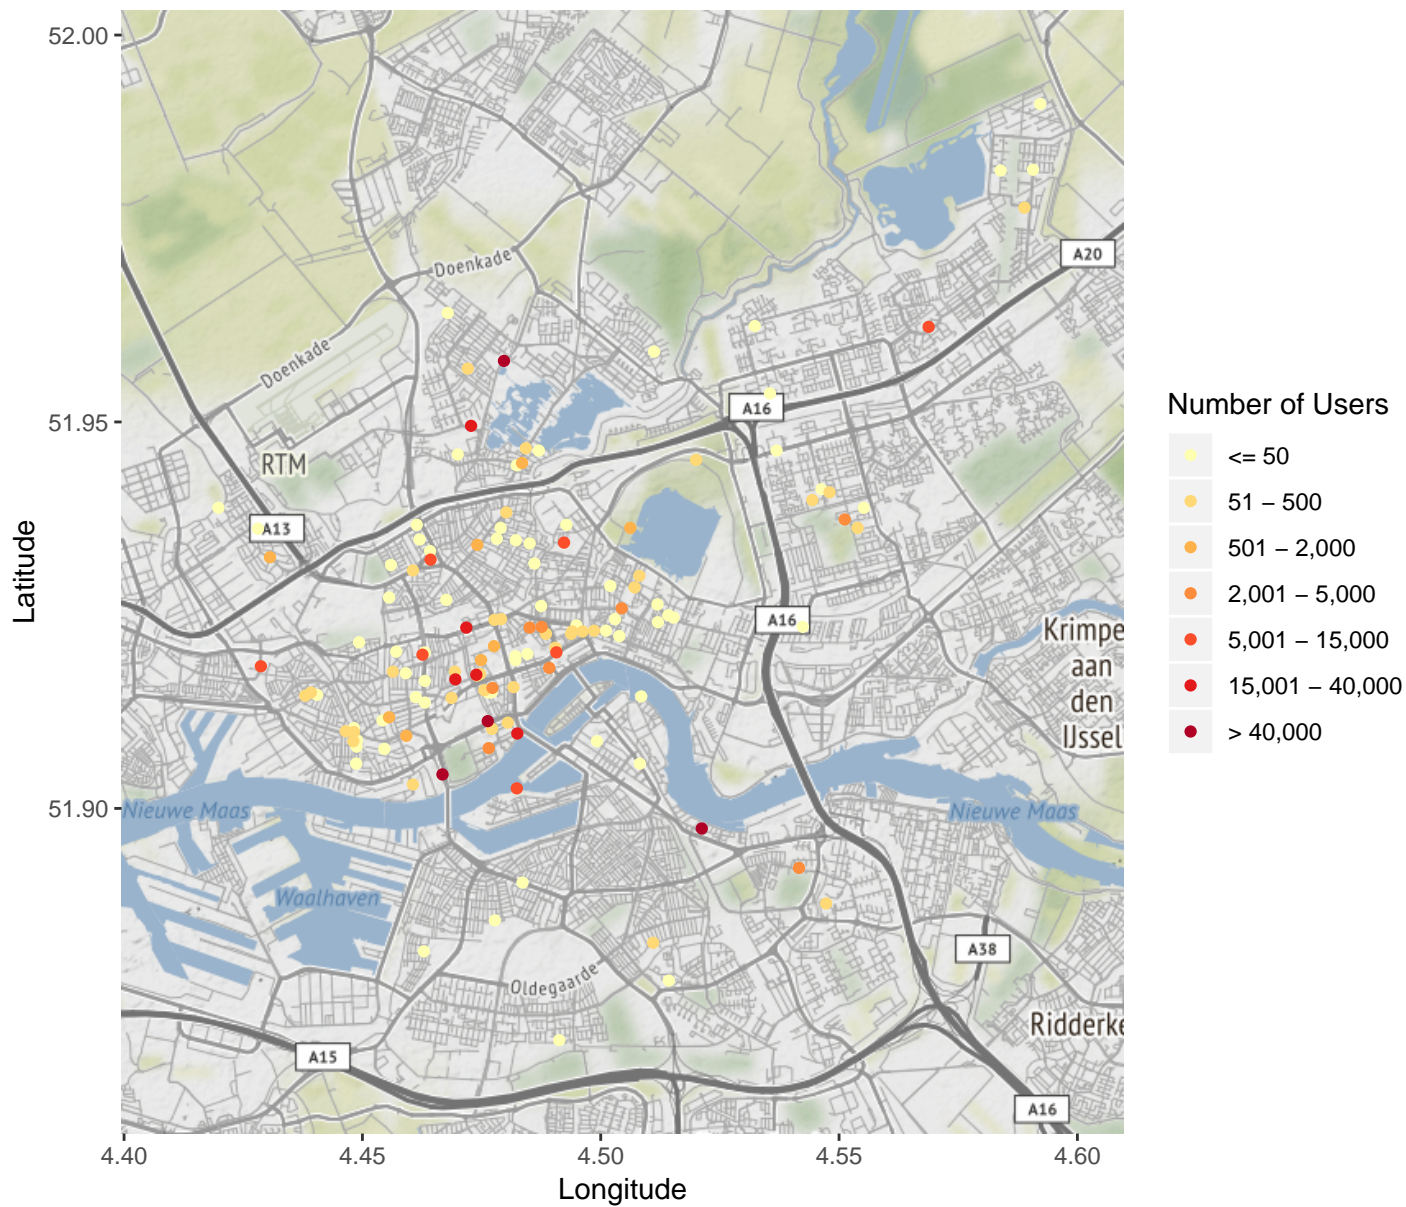 52.00
51.95
51.90
Latitude
4.40
4.45
4.50
4.55
4.60
Longitude
Doenkade
A20
Doenkade
A16
RTM
A13
A16
Krimpe
aan
den
IJssel
Nieuwe Maas
Nieuwe Maas
Waalhaven
A38
Oldegaarde
Ridderke
A15
A16
Number of Users
<= 50
51 – 500
501 – 2,000
2,001 – 5,000
5,001 – 15,000
15,001 – 40,000
> 40,000